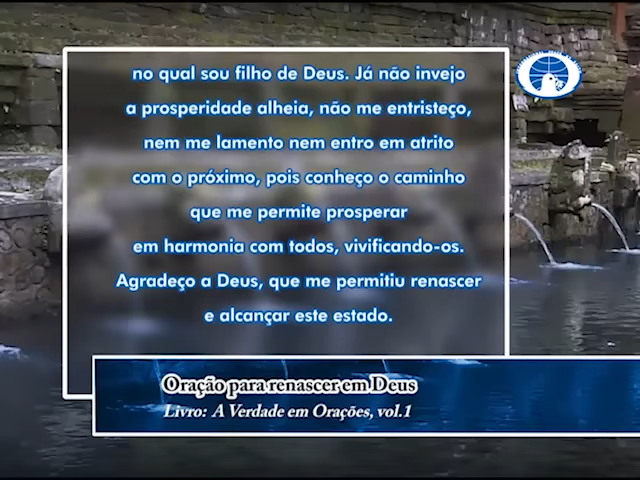 no qual sou filho de Deus. Já não invejo
a prosperidade alheia, não me entristeço,
nem me lamento nem entro em atrito
com o próximo, pois conheço o caminho
que me permite prosperar
em harmonia com todos, vivificando-os.
Agradeço a Deus, que me permitiu renascer
e alcançar este estado.
Oração para renascer em Deus
Livro: A Verdade em Orações, vol.1